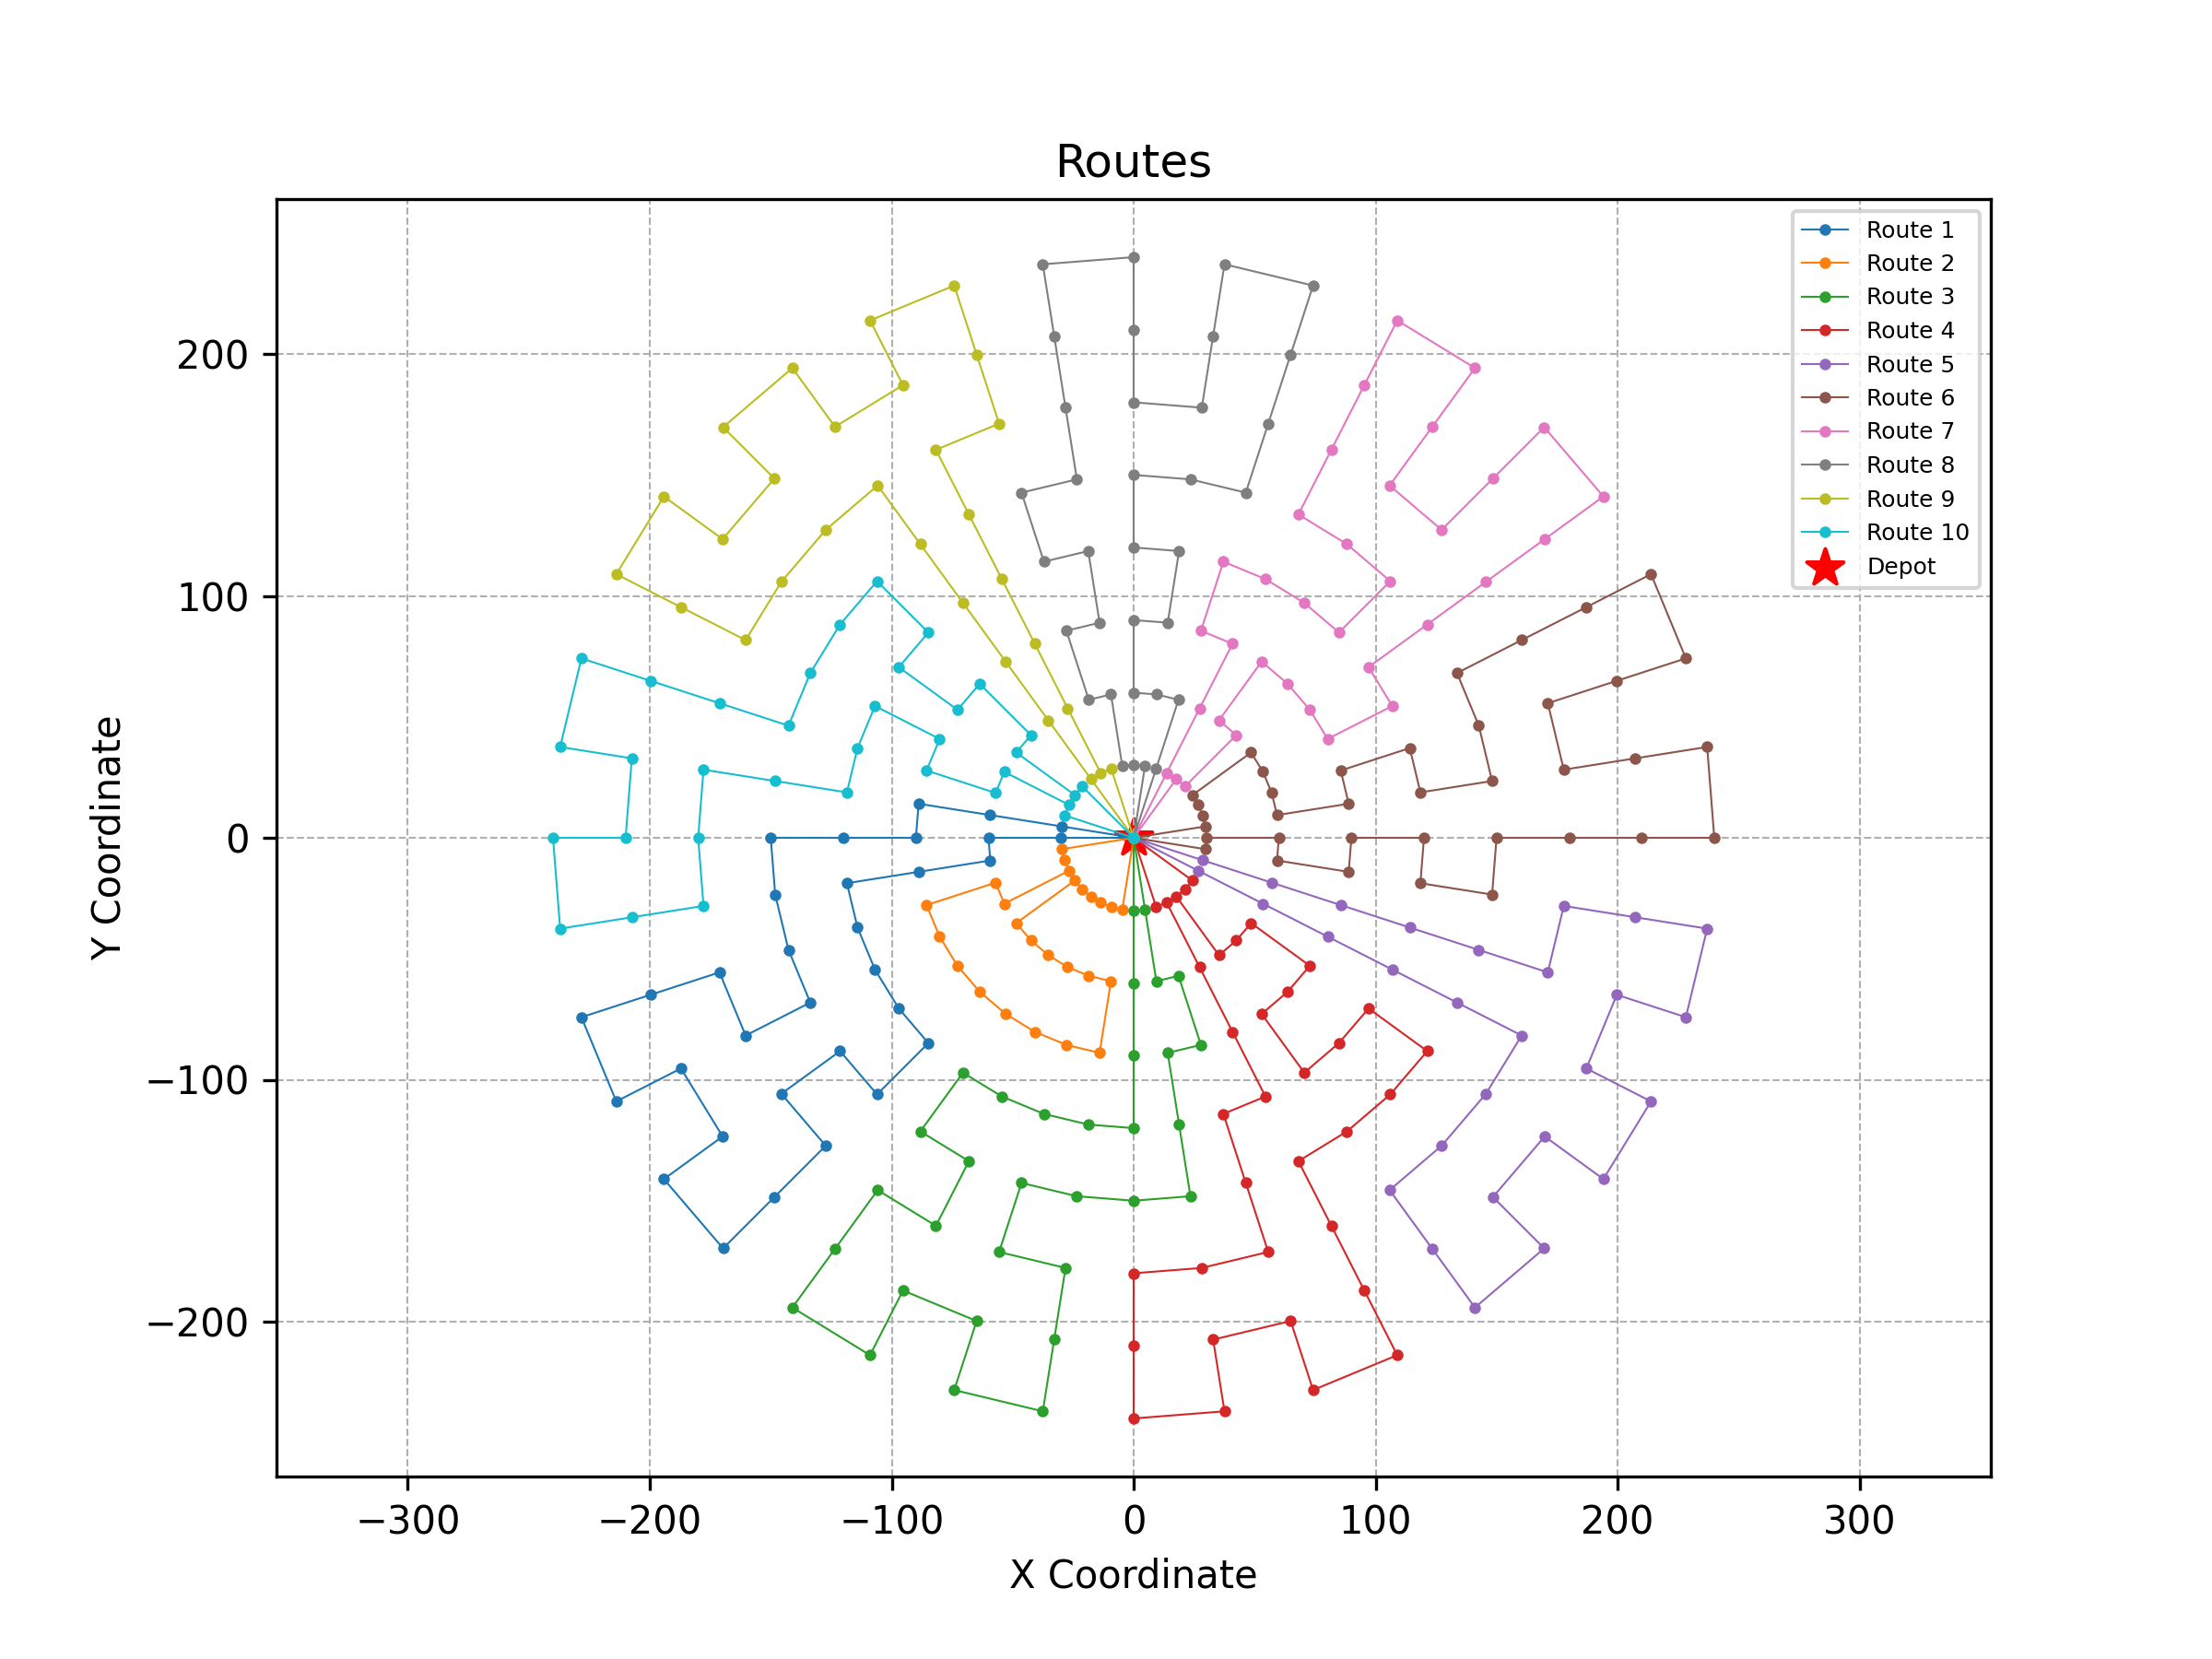 Routes
Route 1
Route 2
Route 3
Route 4
Route 5
Route 6
Route 7
Route 8
Route 9
Route 10
Depot
200
100
0
−100
−200
Y Coordinate
−300
−200
−100
0
100
200
300
X Coordinate